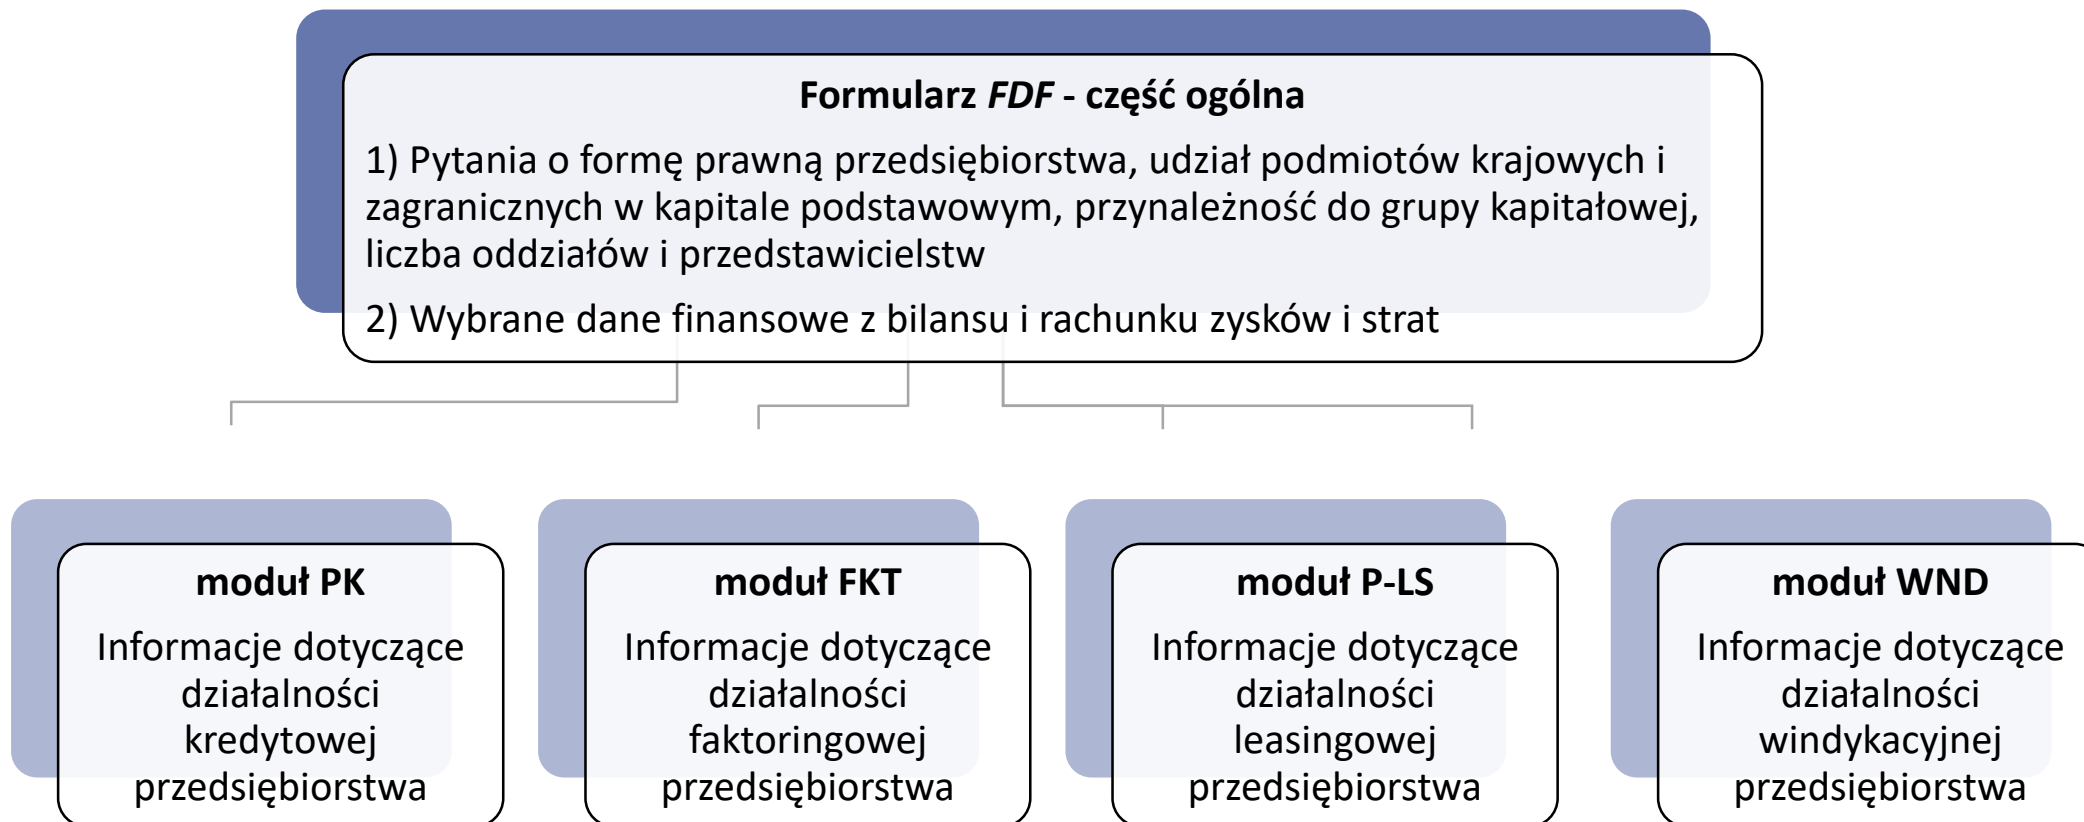 Formularz FDF - część ogólna
1) Pytania o formę prawną przedsiębiorstwa, udział podmiotów krajowych i
zagranicznych w kapitale podstawowym, przynależność do grupy kapitałowej,
liczba oddziałów i przedstawicielstw
2) Wybrane dane finansowe z bilansu i rachunku zysków i strat
moduł PK
Informacje dotyczące
działalności
kredytowej
przedsiębiorstwa
moduł FKT
Informacje dotyczące
działalności
faktoringowej
przedsiębiorstwa
moduł P-LS
Informacje dotyczące
działalności
leasingowej
przedsiębiorstwa
moduł WND
Informacje dotyczące
działalności
windykacyjnej
przedsiębiorstwa